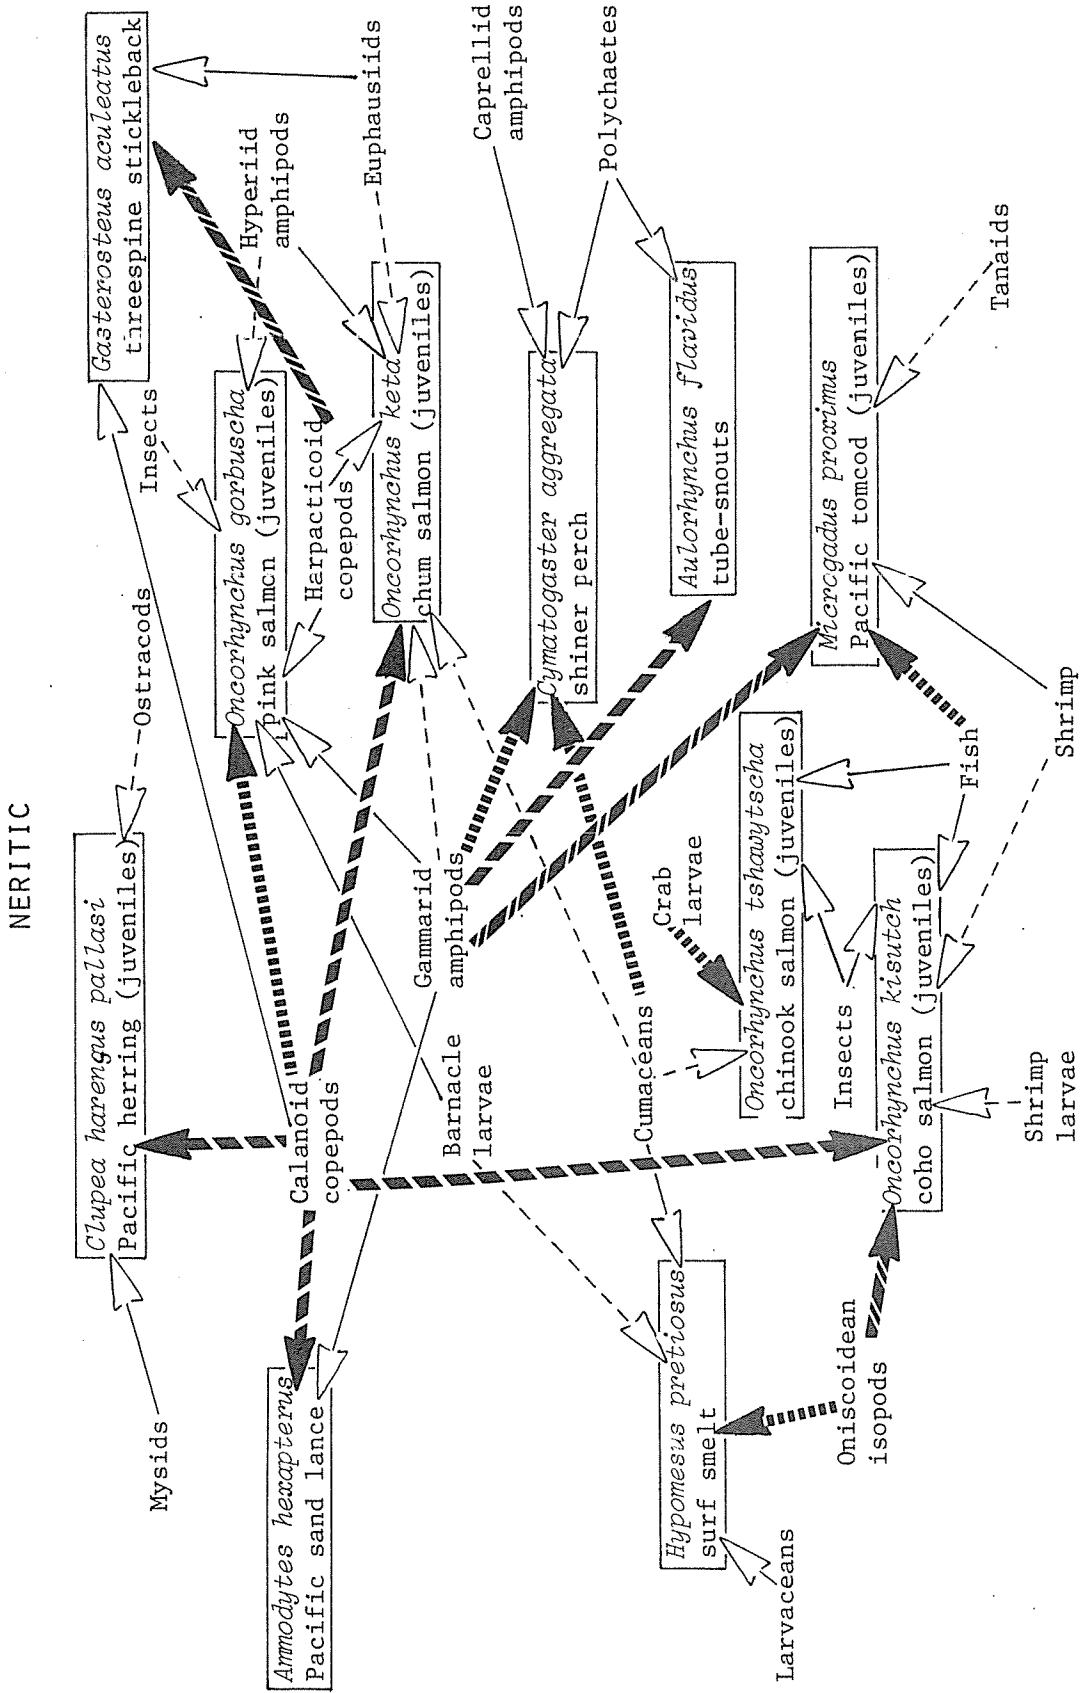 NERITIC
Clupea harengus pallasi
Pacific herring (juveniles)
Gasterosteus aculeatus
threespine stickleback
Mysids
Ostracods
Insects
Ammodytes hexapterus
Pacific sand lance
Calanoid
copepods
Oncorhynchus gorbuscha
pink salmon (juveniles)
Hyperiid
amphipods
Harpacticoid
copepods
Euphausiids
Oncorhynchus keta
chum salmon (juveniles)
Gammarid
amphipods
Barnacle
larvae
Caprellid
amphipods
Cymatogaster aggregata
shiner perch
Polychaetes
Cumaceans
Crab
larvae
Hypomesus pretiosus
surf smelt
Aulorhynchus flavidus
tube-snouts
Oncorhynchus tshawytscha
chinook salmon (juveniles)
Microgadus proximus
Pacific tomcod (juveniles)
Larvaceans
Oniscoidean
isopods
Insects
Oncorhynchus kisutch
coho salmon (juveniles)
Fish
Tanaids
Shrimp
larvae
Shrimp